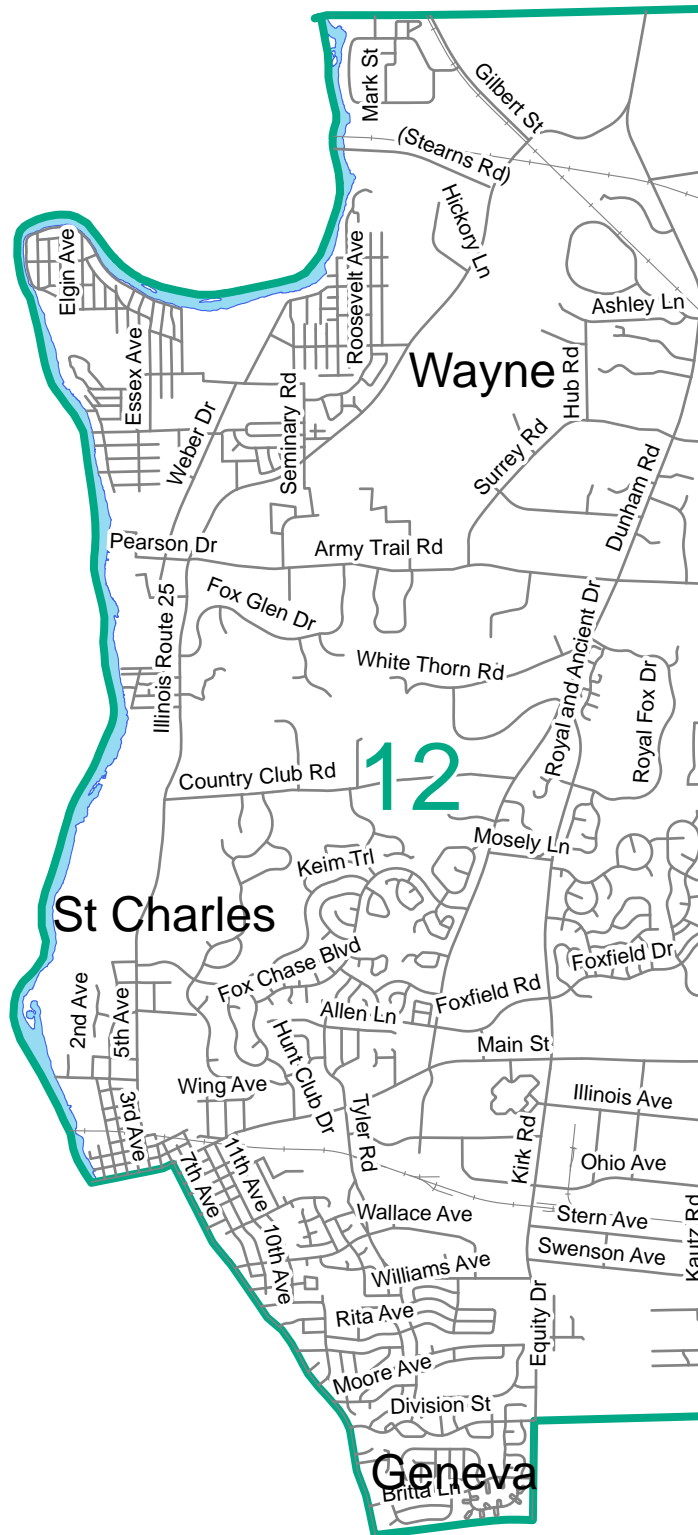 Mark St
Gilbert St
(Stearns Rd)
Hickory Ln
Elgin Ave
Roosevelt Ave
Ashley Ln
Essex Ave
Wayne
Hub Rd
Weber Dr
Seminary Rd
Surrey Rd
Dunham Rd
Pearson Dr
Army Trail Rd
Fox Glen Dr
Illinois Route 25
White Thorn Rd
Royal and Ancient Dr
Royal Fox Dr
Country Club Rd
12
Mosely Ln
Keim Trl
St Charles
Fox Chase Blvd
Foxfield Dr
2nd Ave
5th Ave
Allen Ln
Foxfield Rd
Hunt Club Dr
Main St
Wing Ave
Illinois Ave
3rd Ave
Tyler Rd
Kirk Rd
7th Ave
11th Ave
Ohio Ave
10th Ave
Wallace Ave
Stern Ave
Kautz Rd
Swenson Ave
Williams Ave
Rita Ave
Equity Dr
Moore Ave
Division St
Geneva
Britta Ln